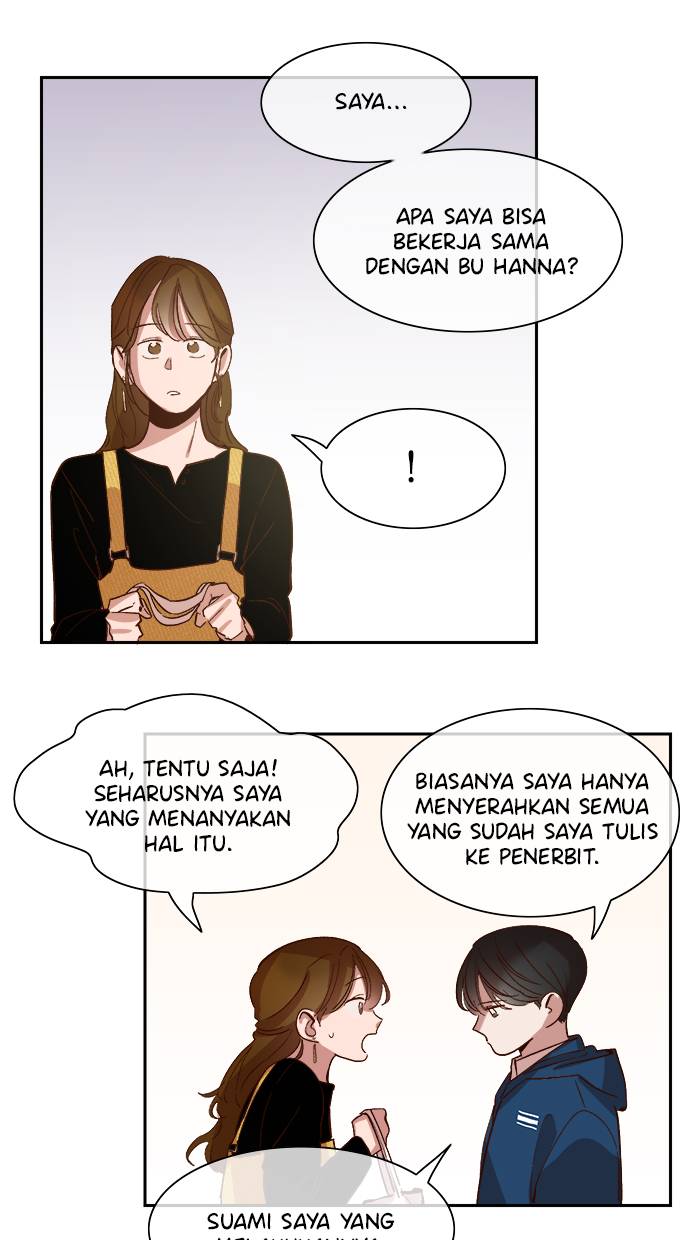 SAYA...
APA SAYA BISA
BEKERJA SAMA
DENGAN BU HANNA?
!
AH, TENTU SAJA!
SEHARUSNYA SAYA
YANG MENANYAKAN
HAL ITU.
BIASANYA SAYA HANYA
MENYERAHKAN SEMUA
YANG SUDAH SAYA TULIS
KE PENERBIT.
SUAMI SAYA YANG